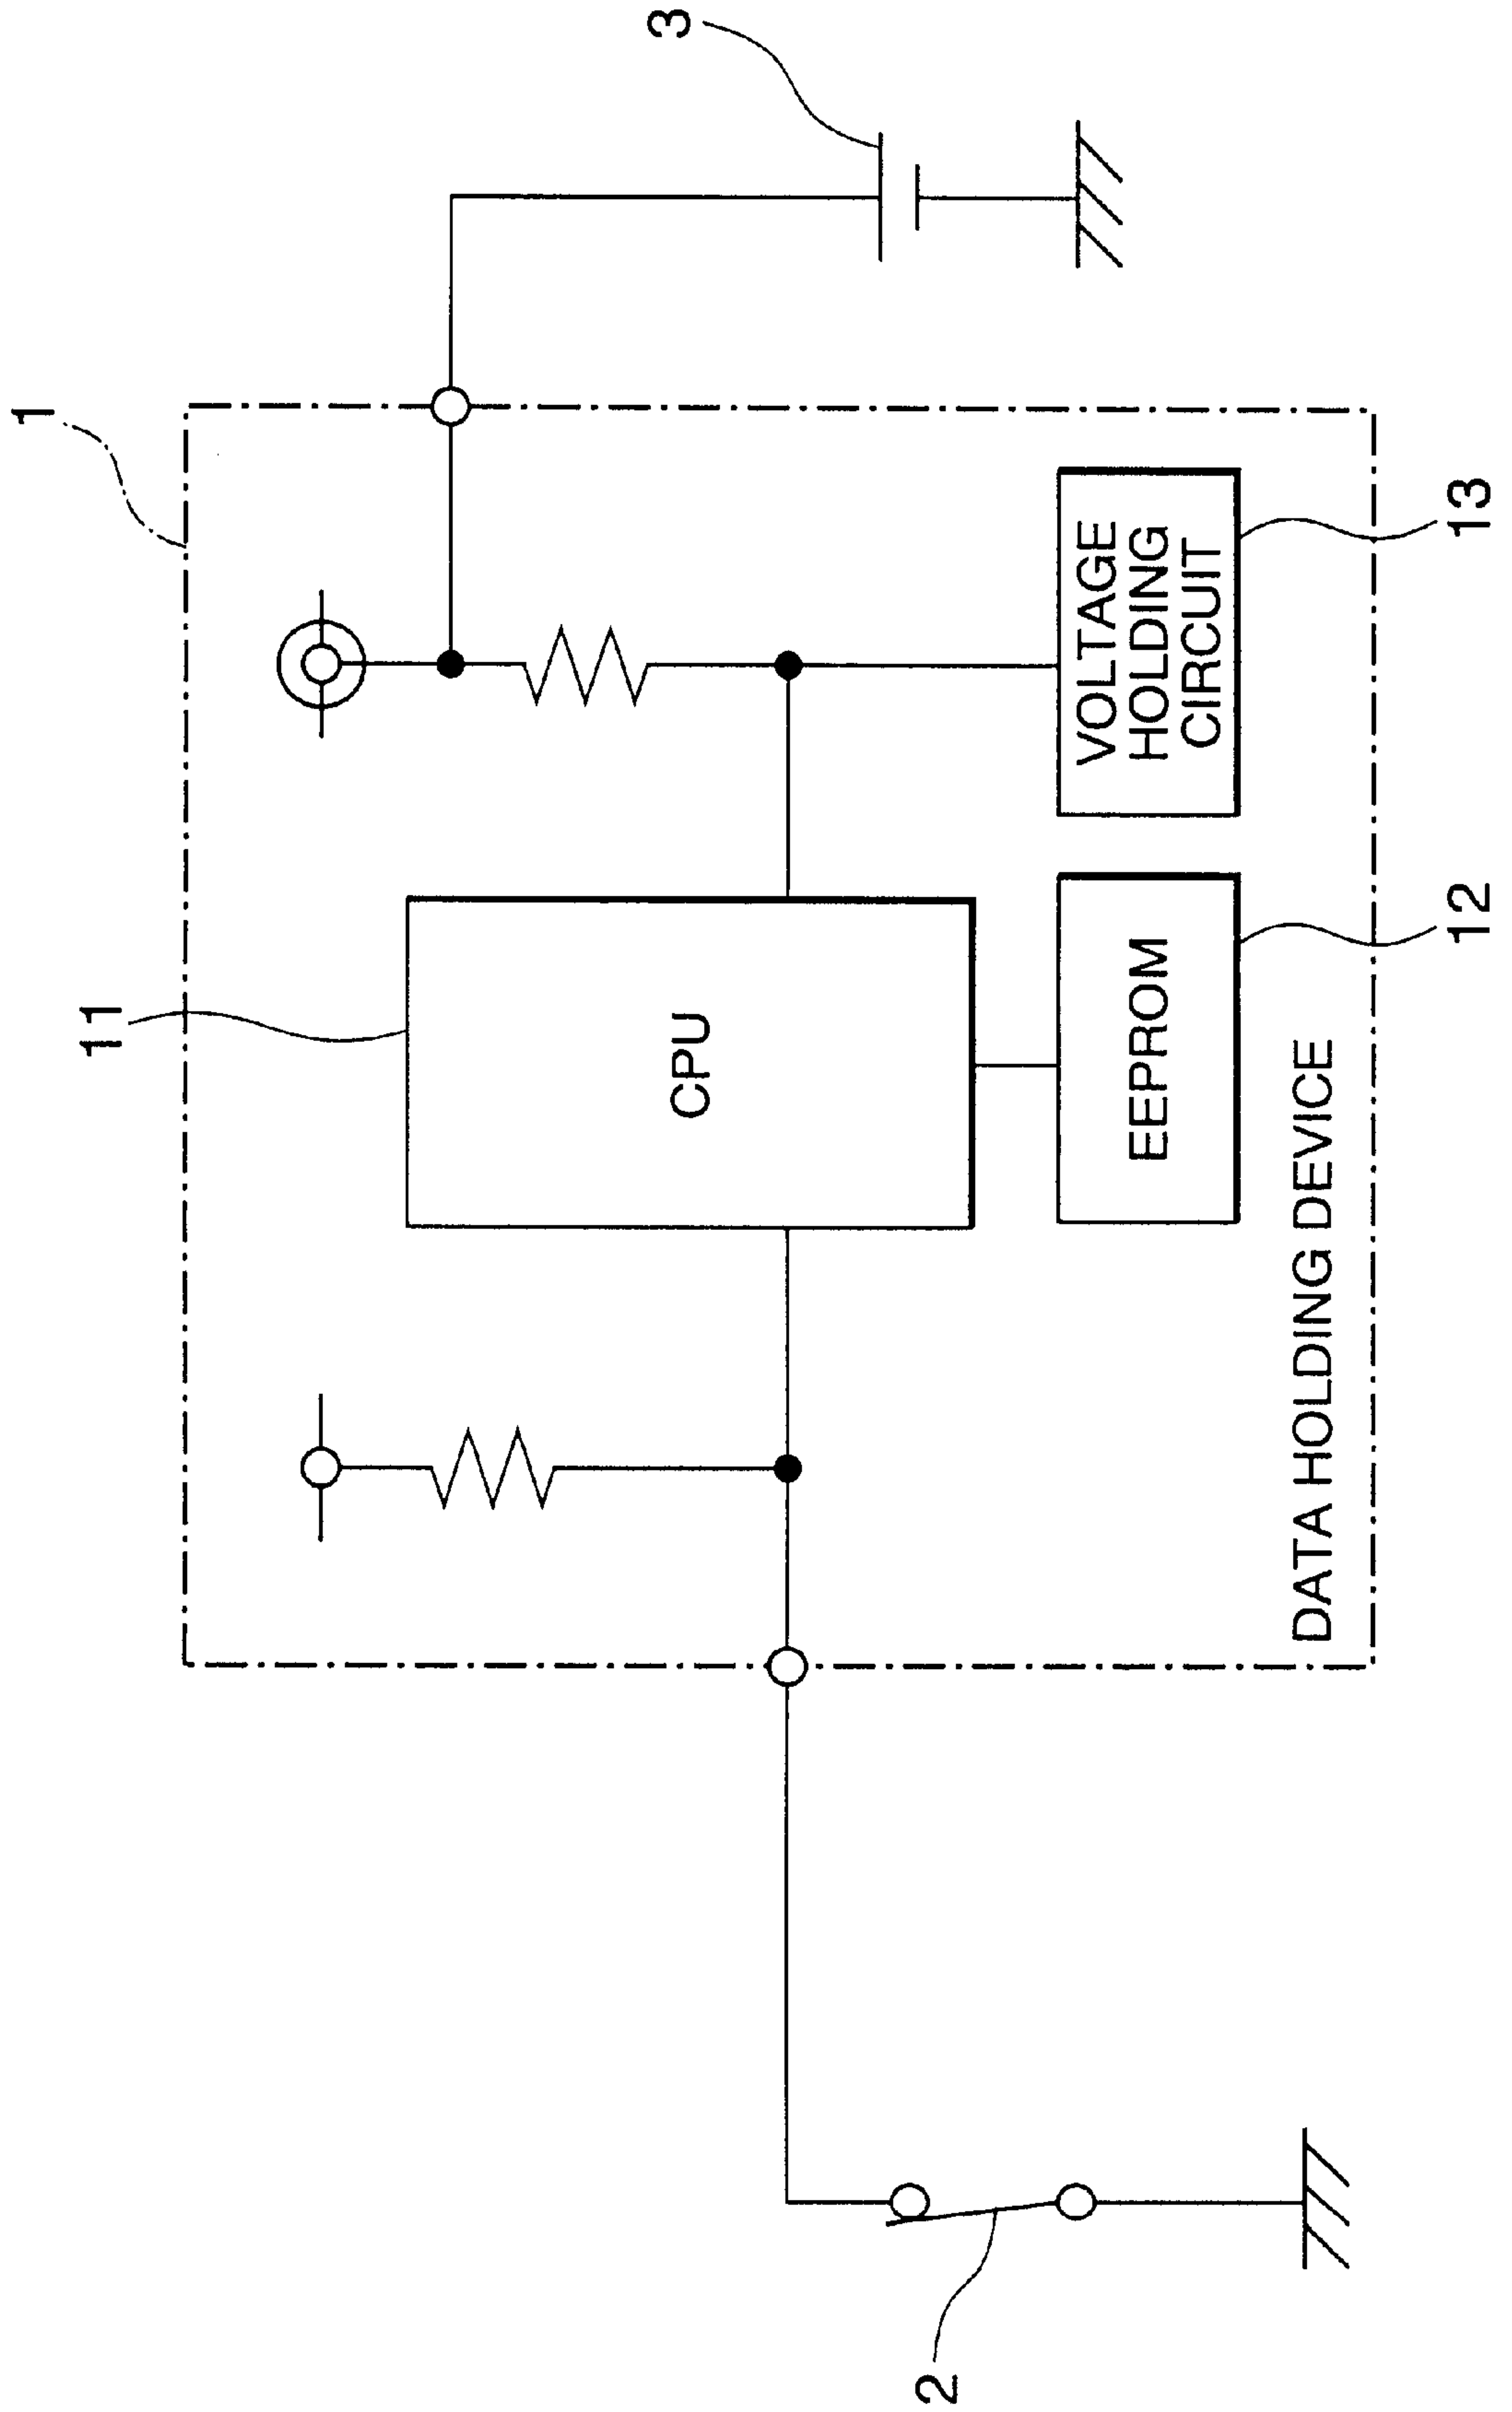 1
3
11
CPU
EEPROM
12
VOLTAGE
HOLDING
CIRCUIT
13
DATA HOLDING DEVICE
2